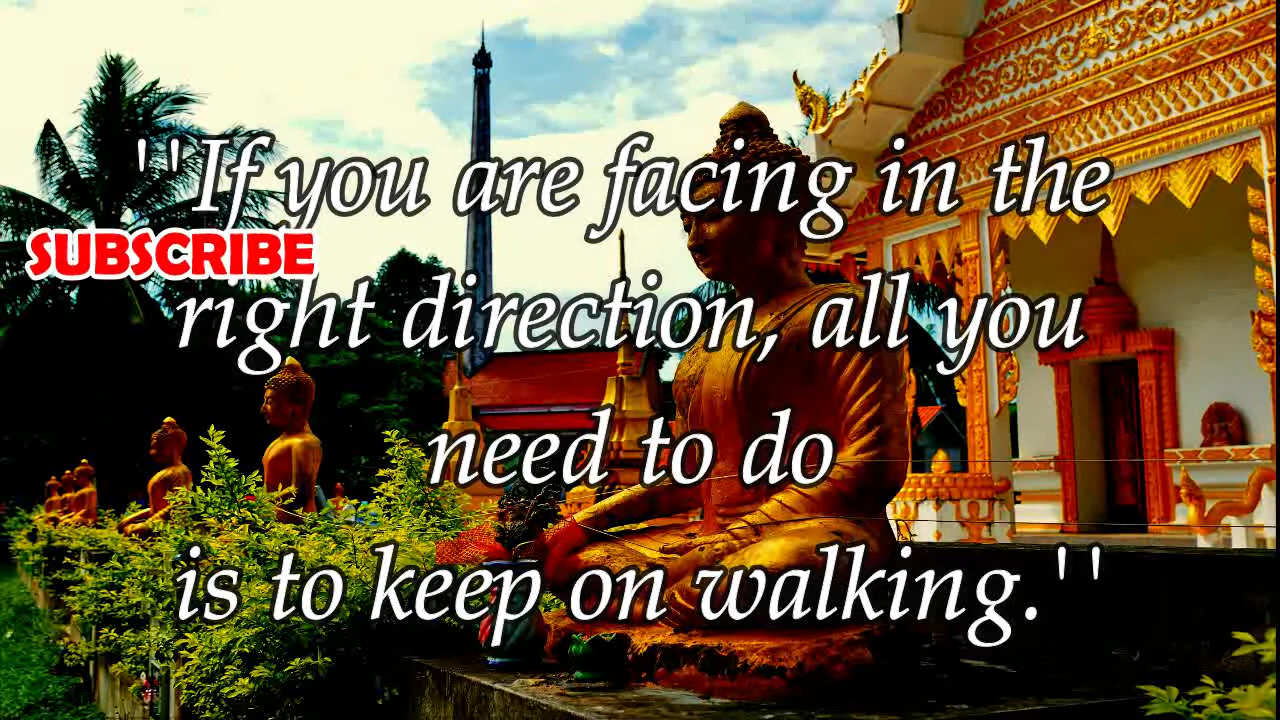 ''If you are facing in the
SUBSCRIBE
right direction, all you
need to do
is to keep on walking.''